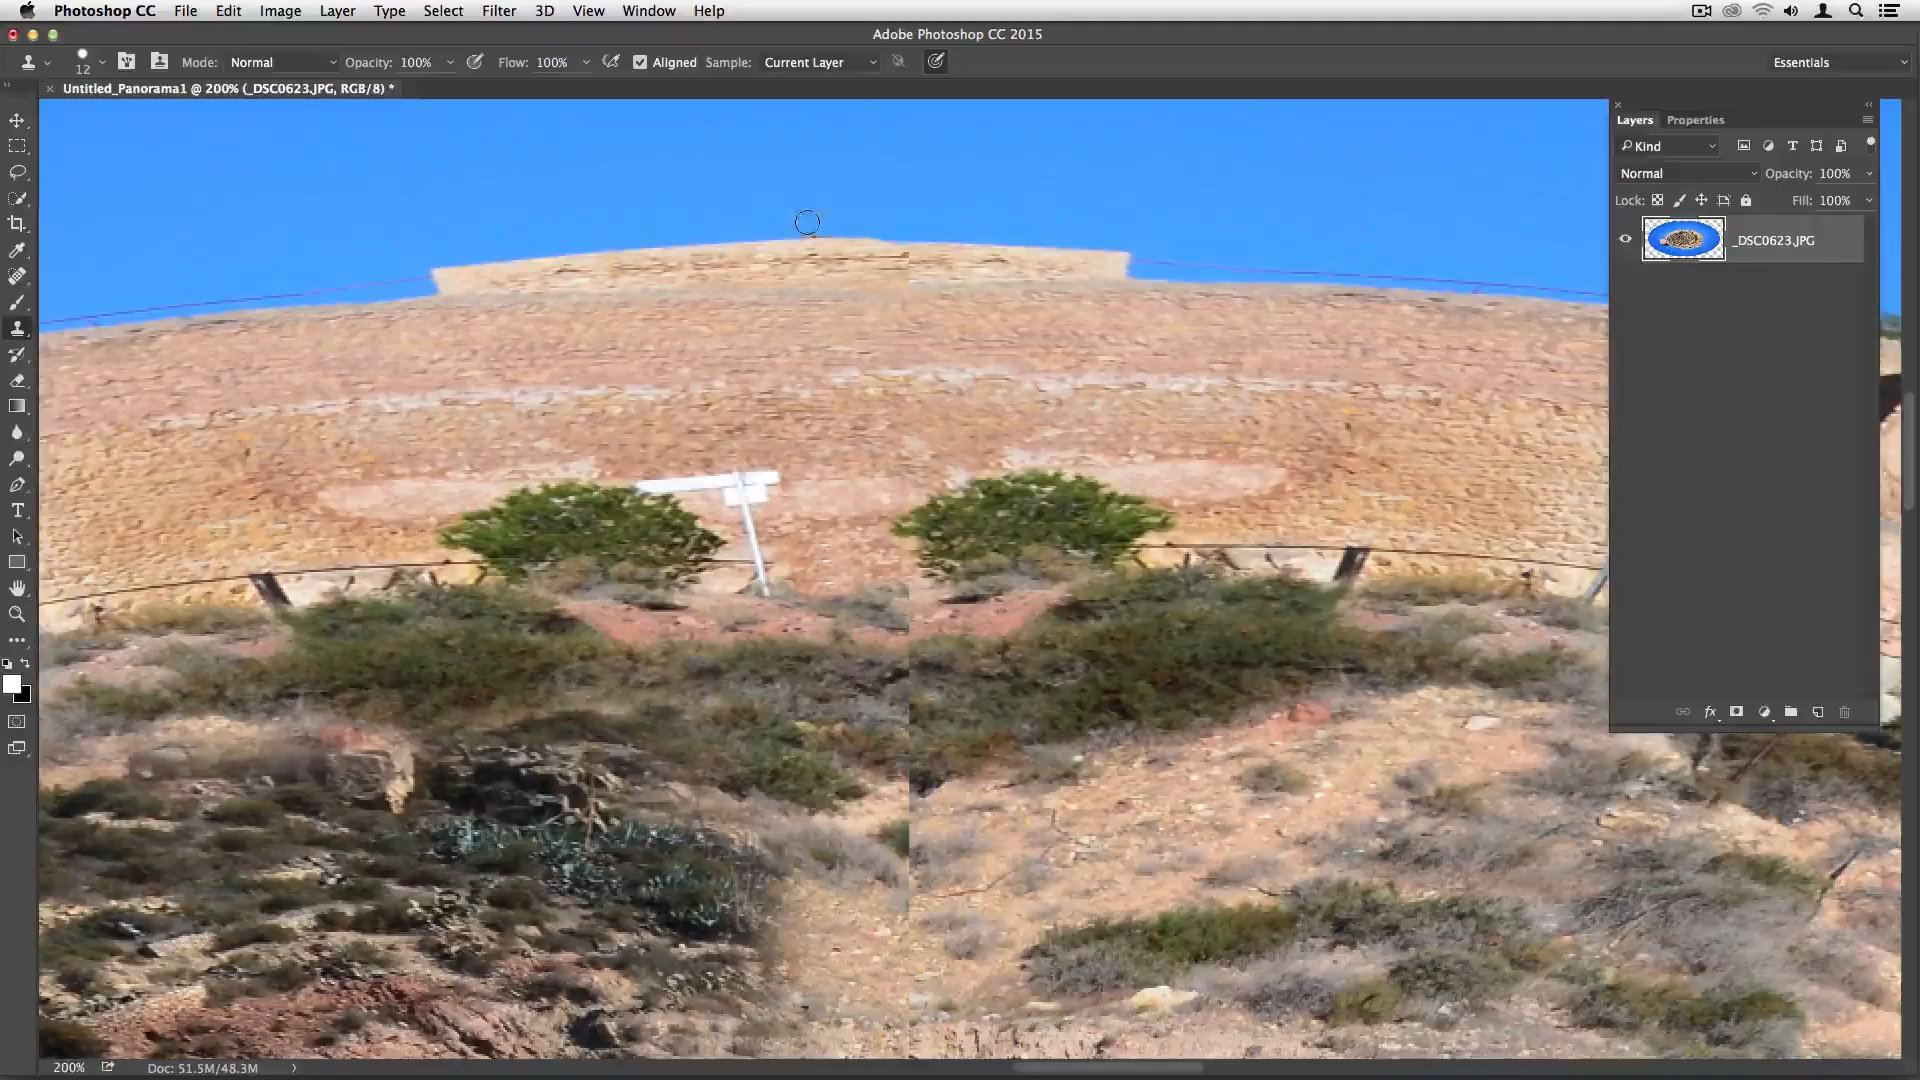 Photoshop CC File Edit Image Layer Type Select Filter 3D View Window Help
Adobe Photoshop CC 2015
12 Mode: Normal Opacity: 100% Flow: 100% Aligned Sample: Current Layer Essentials
Untitled_Panorama1 @ 200% (_DSC0623.JPG, RGB/8) *
Layers Properties
Kind
Normal Opacity: 100%
Lock: Fill: 100%
_DSC0623.JPG
fx
200% Doc: 51.5M/48.3M